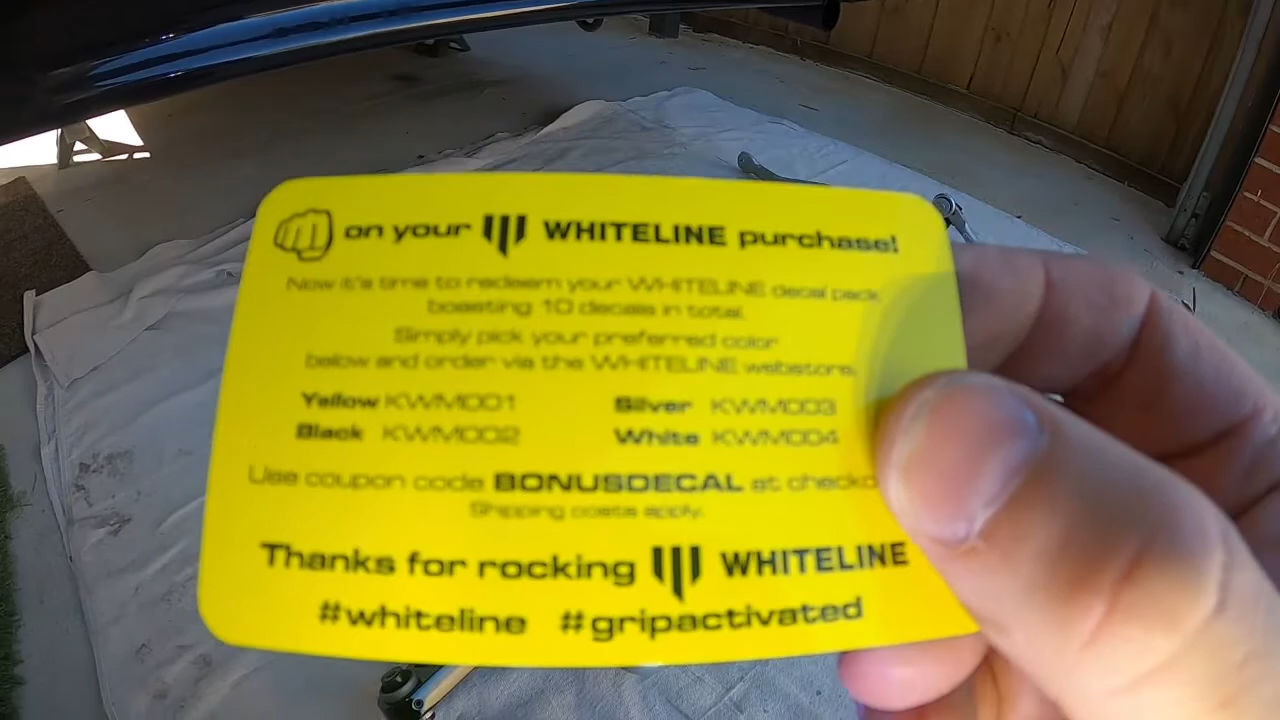 on your WHITELINE purchase!
Now it's time to redeem your WHITELINE decal pack
boasting 10 decals in total.
Simply pick your preferred color
below and order via the WHITELINE webstore.
Yellow KWM001 Silver KWM003
Black KWM002 White KWM004
Use coupon code BONUSDECAL at checko
Shipping costs apply.
Thanks for rocking WHITELINE
#whiteline #gripactivated